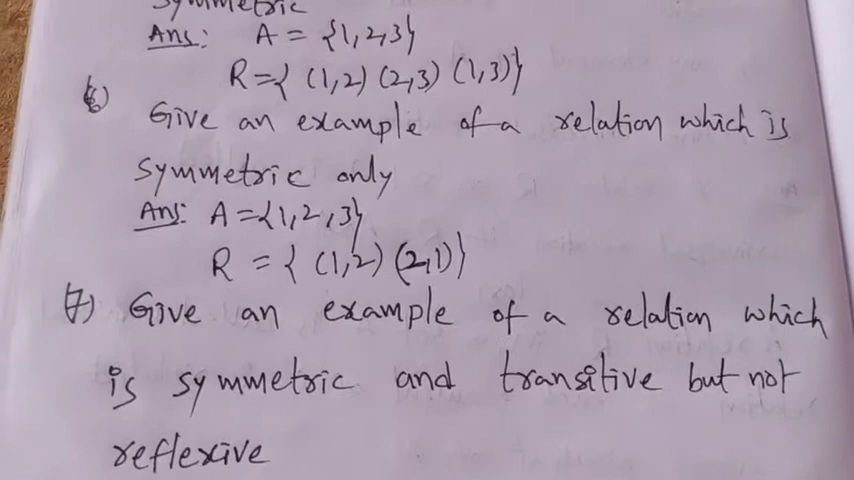 symmetric
Ans: A = {1,2,3}
R={ (1,2) (2,3) (1,3)}
6)
Give an example of a relation which is
symmetric only
Ans: A={1,2,3}
R = { (1,2) (2,1)}
(7) Give an example of a relation which
is symmetric and transitive but not
reflexive